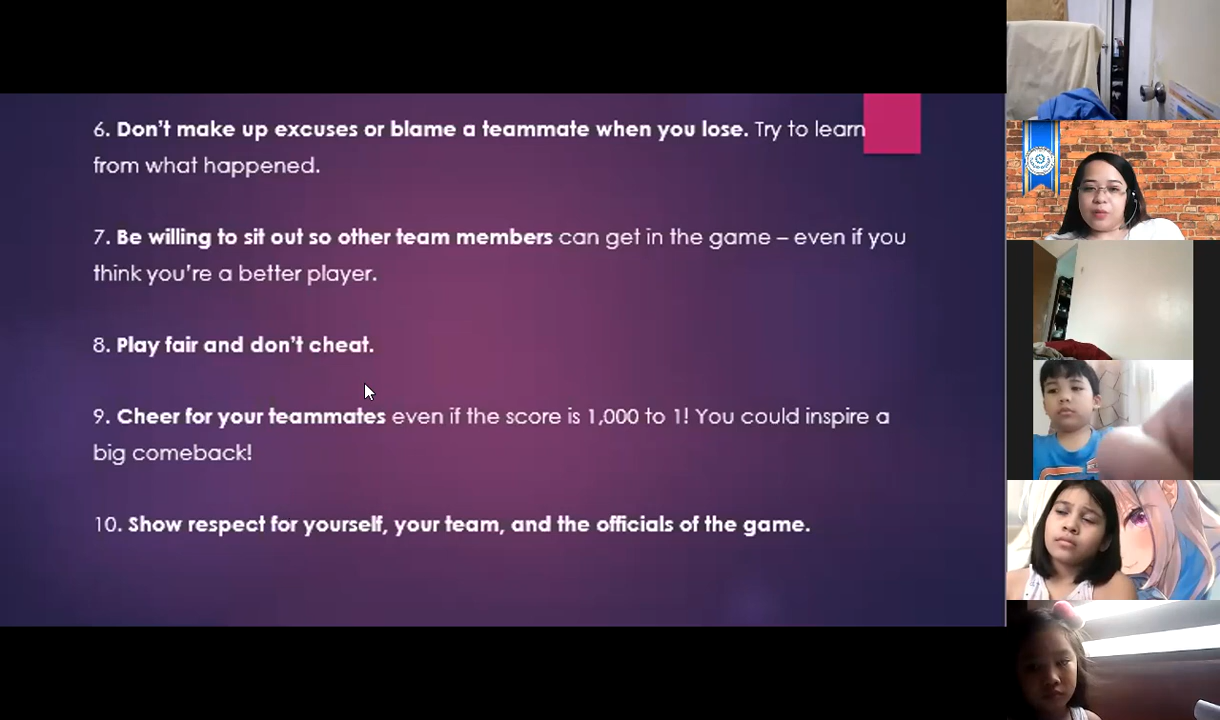 6. Don't make up excuses or blame a teammate when you lose. Try to learn
from what happened.
7. Be willing to sit out so other team members can get in the game – even if you
think you're a better player.
8. Play fair and don't cheat.
9. Cheer for your teammates even if the score is 1,000 to 1! You could inspire a
big comeback!
10. Show respect for yourself, your team, and the officials of the game.